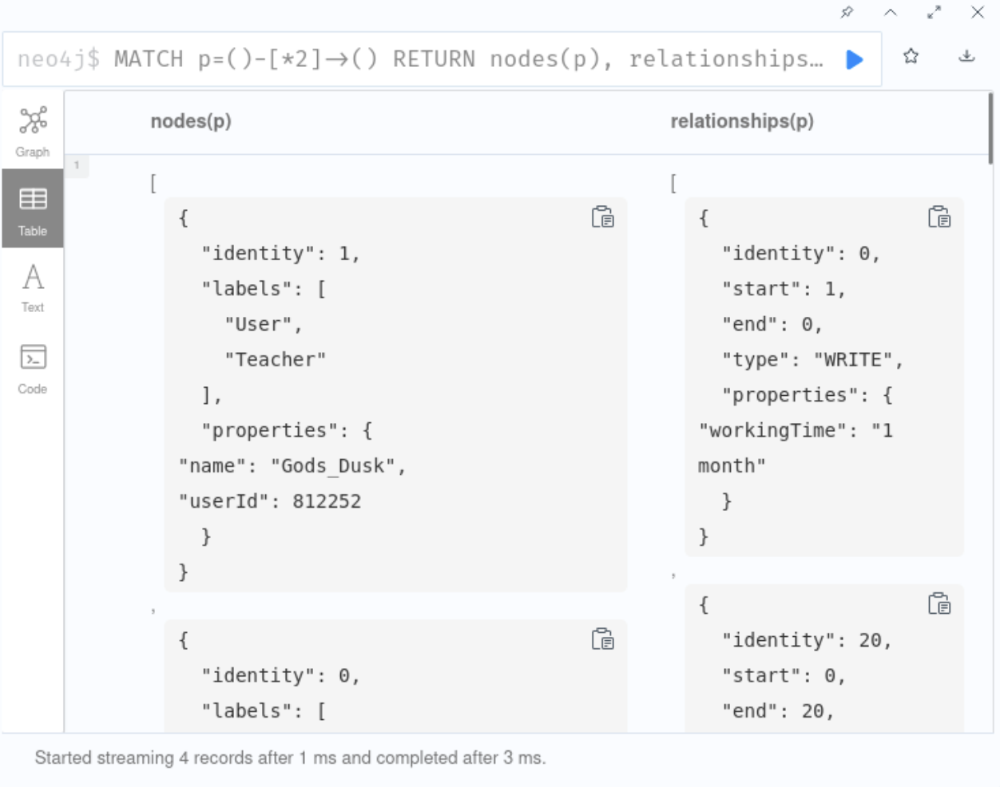 neo4j$ MATCH p=()-[*2]→() RETURN nodes(p), relationships…
Graph
Table
Text
Code
nodes(p)
1
[
{
"identity": 1,
"labels": [
"User",
"Teacher"
],
"properties": {
"name": "Gods_Dusk",
"userId": 812252
}
}
,
{
"identity": 0,
"labels": [
relationships(p)
[
{
"identity": 0,
"start": 1,
"end": 0,
"type": "WRITE",
"properties": {
"workingTime": "1
month"
}
}
,
{
"identity": 20,
"start": 0,
"end": 20,
Started streaming 4 records after 1 ms and completed after 3 ms.